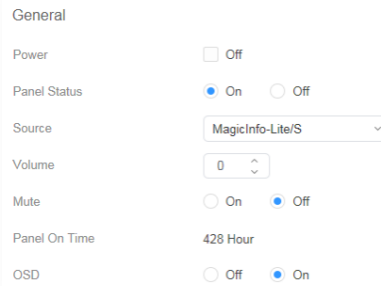 General
Power Off
Panel Status On Off
Source MagicInfo-Lite/S
Volume 0
Mute On Off
Panel On Time 428 Hour
OSD Off On